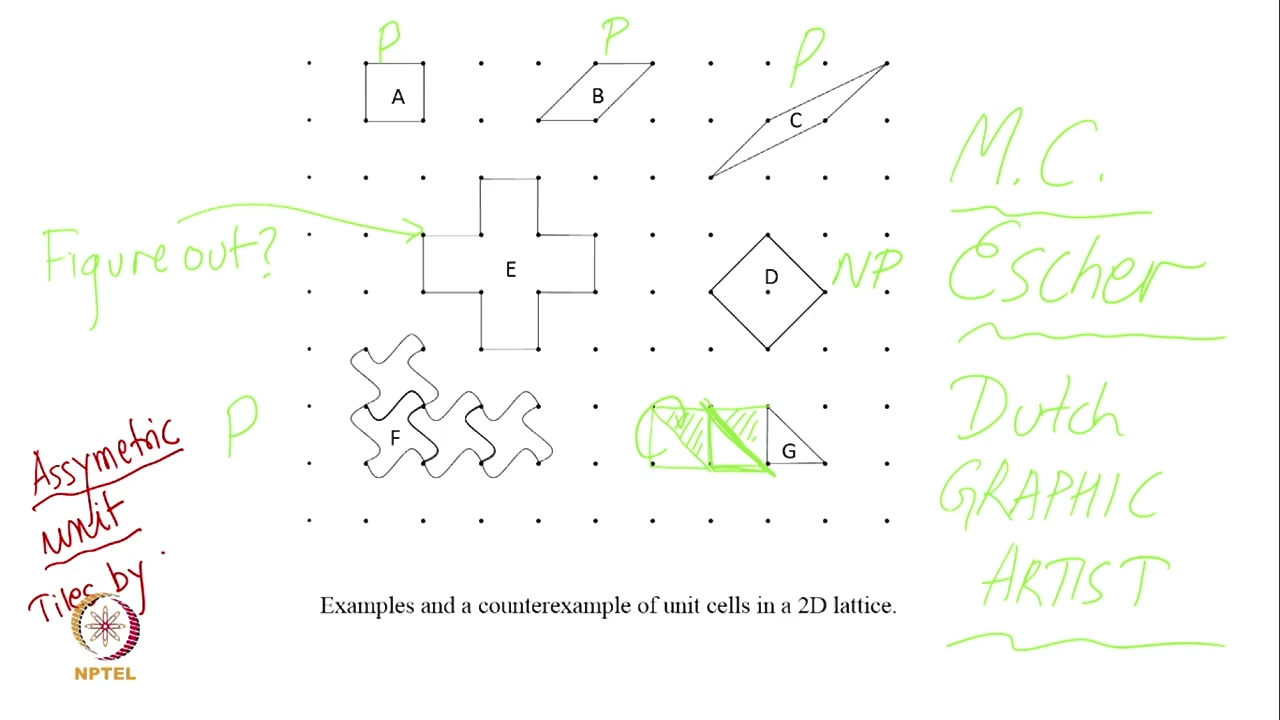 P
P
P
A
B
C
M.C.
Escher
Figure out?
E
D
NP
Dutch
GRAPHIC
ARTIST
P
F
G
Assymetric
unit
Tiles by
Examples and a counterexample of unit cells in a 2D lattice.
NPTEL